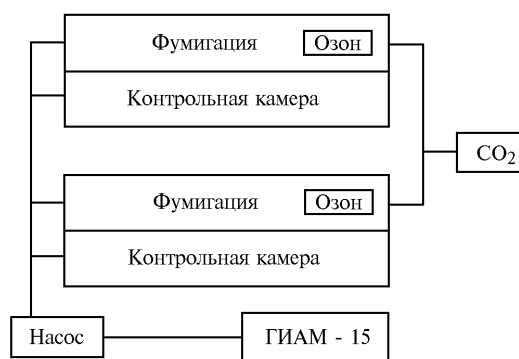 Фумигация Озон
Контрольная камера
CO2
Фумигация Озон
Контрольная камера
Насос ГИАМ - 15